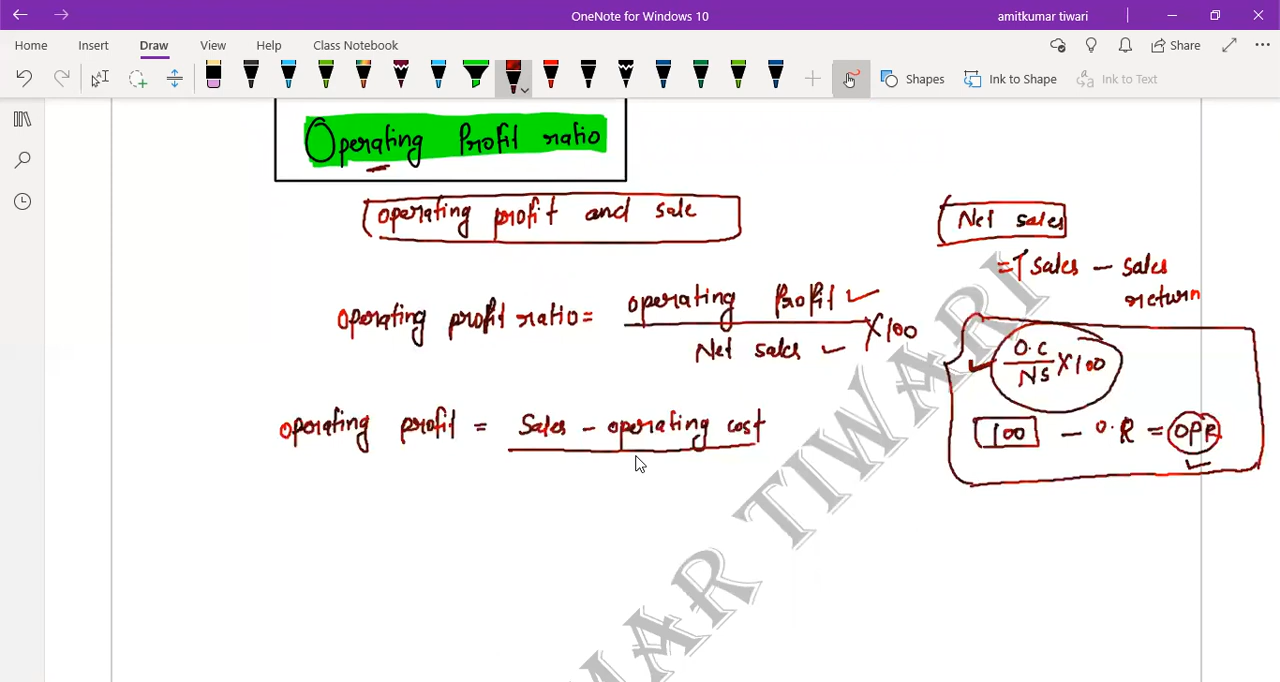 OneNote for Windows 10
amitkumar tiwari
Home Insert Draw View Help Class Notebook
Share
Shapes Ink to Shape Ink to Text
Operating Profit ratio
operating profit and sale
Net sales
= Sales - sales
return
operating profit ratio = operating Profit ✓
Net sales ✓ X100
O.C
NS X100
100 - O.R = OPR
operating profit = Sales - operating cost
MAR TIWARI